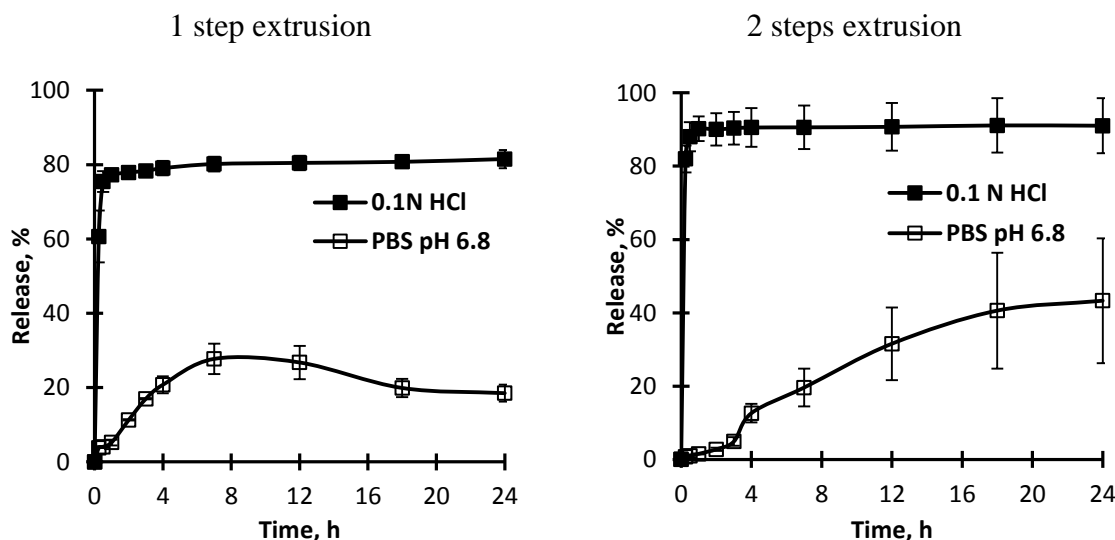 1 step extrusion
100
80
60
40
20
0
Release, %
0.1N HCl
PBS pH 6.8
0 4 8 12 16 20 24
Time, h
2 steps extrusion
100
80
60
40
20
0
Release, %
0.1 N HCl
PBS pH 6.8
0 4 8 12 16 20 24
Time, h